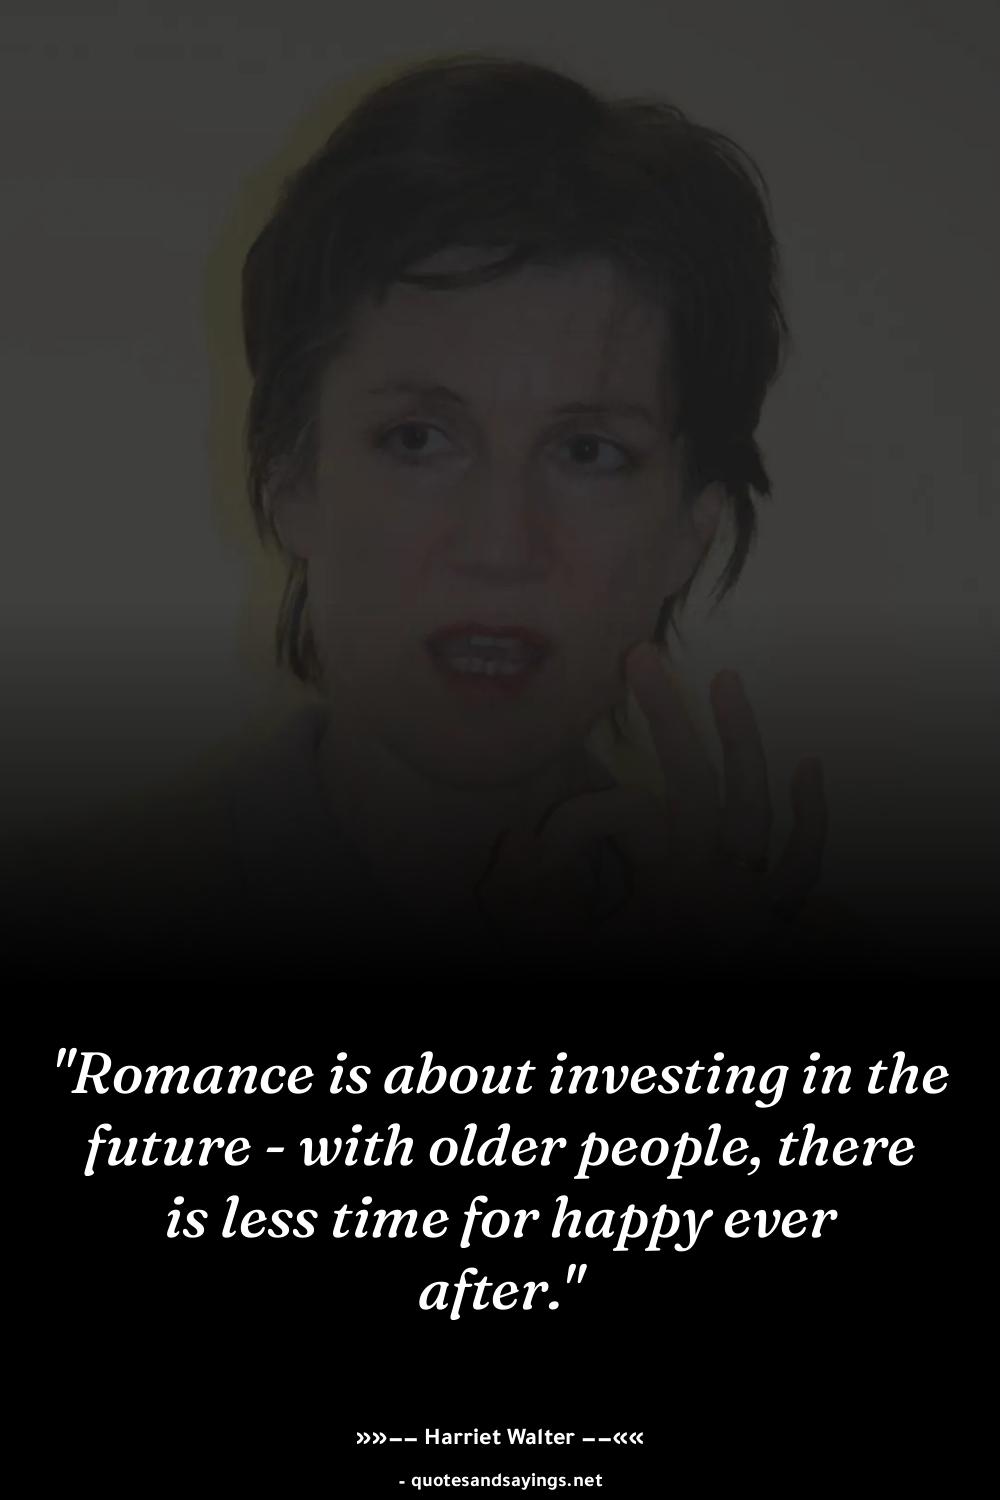 "Romance is about investing in the
future - with older people, there
is less time for happy ever
after."
»»–– Harriet Walter ––««
- quotesandsayings.net